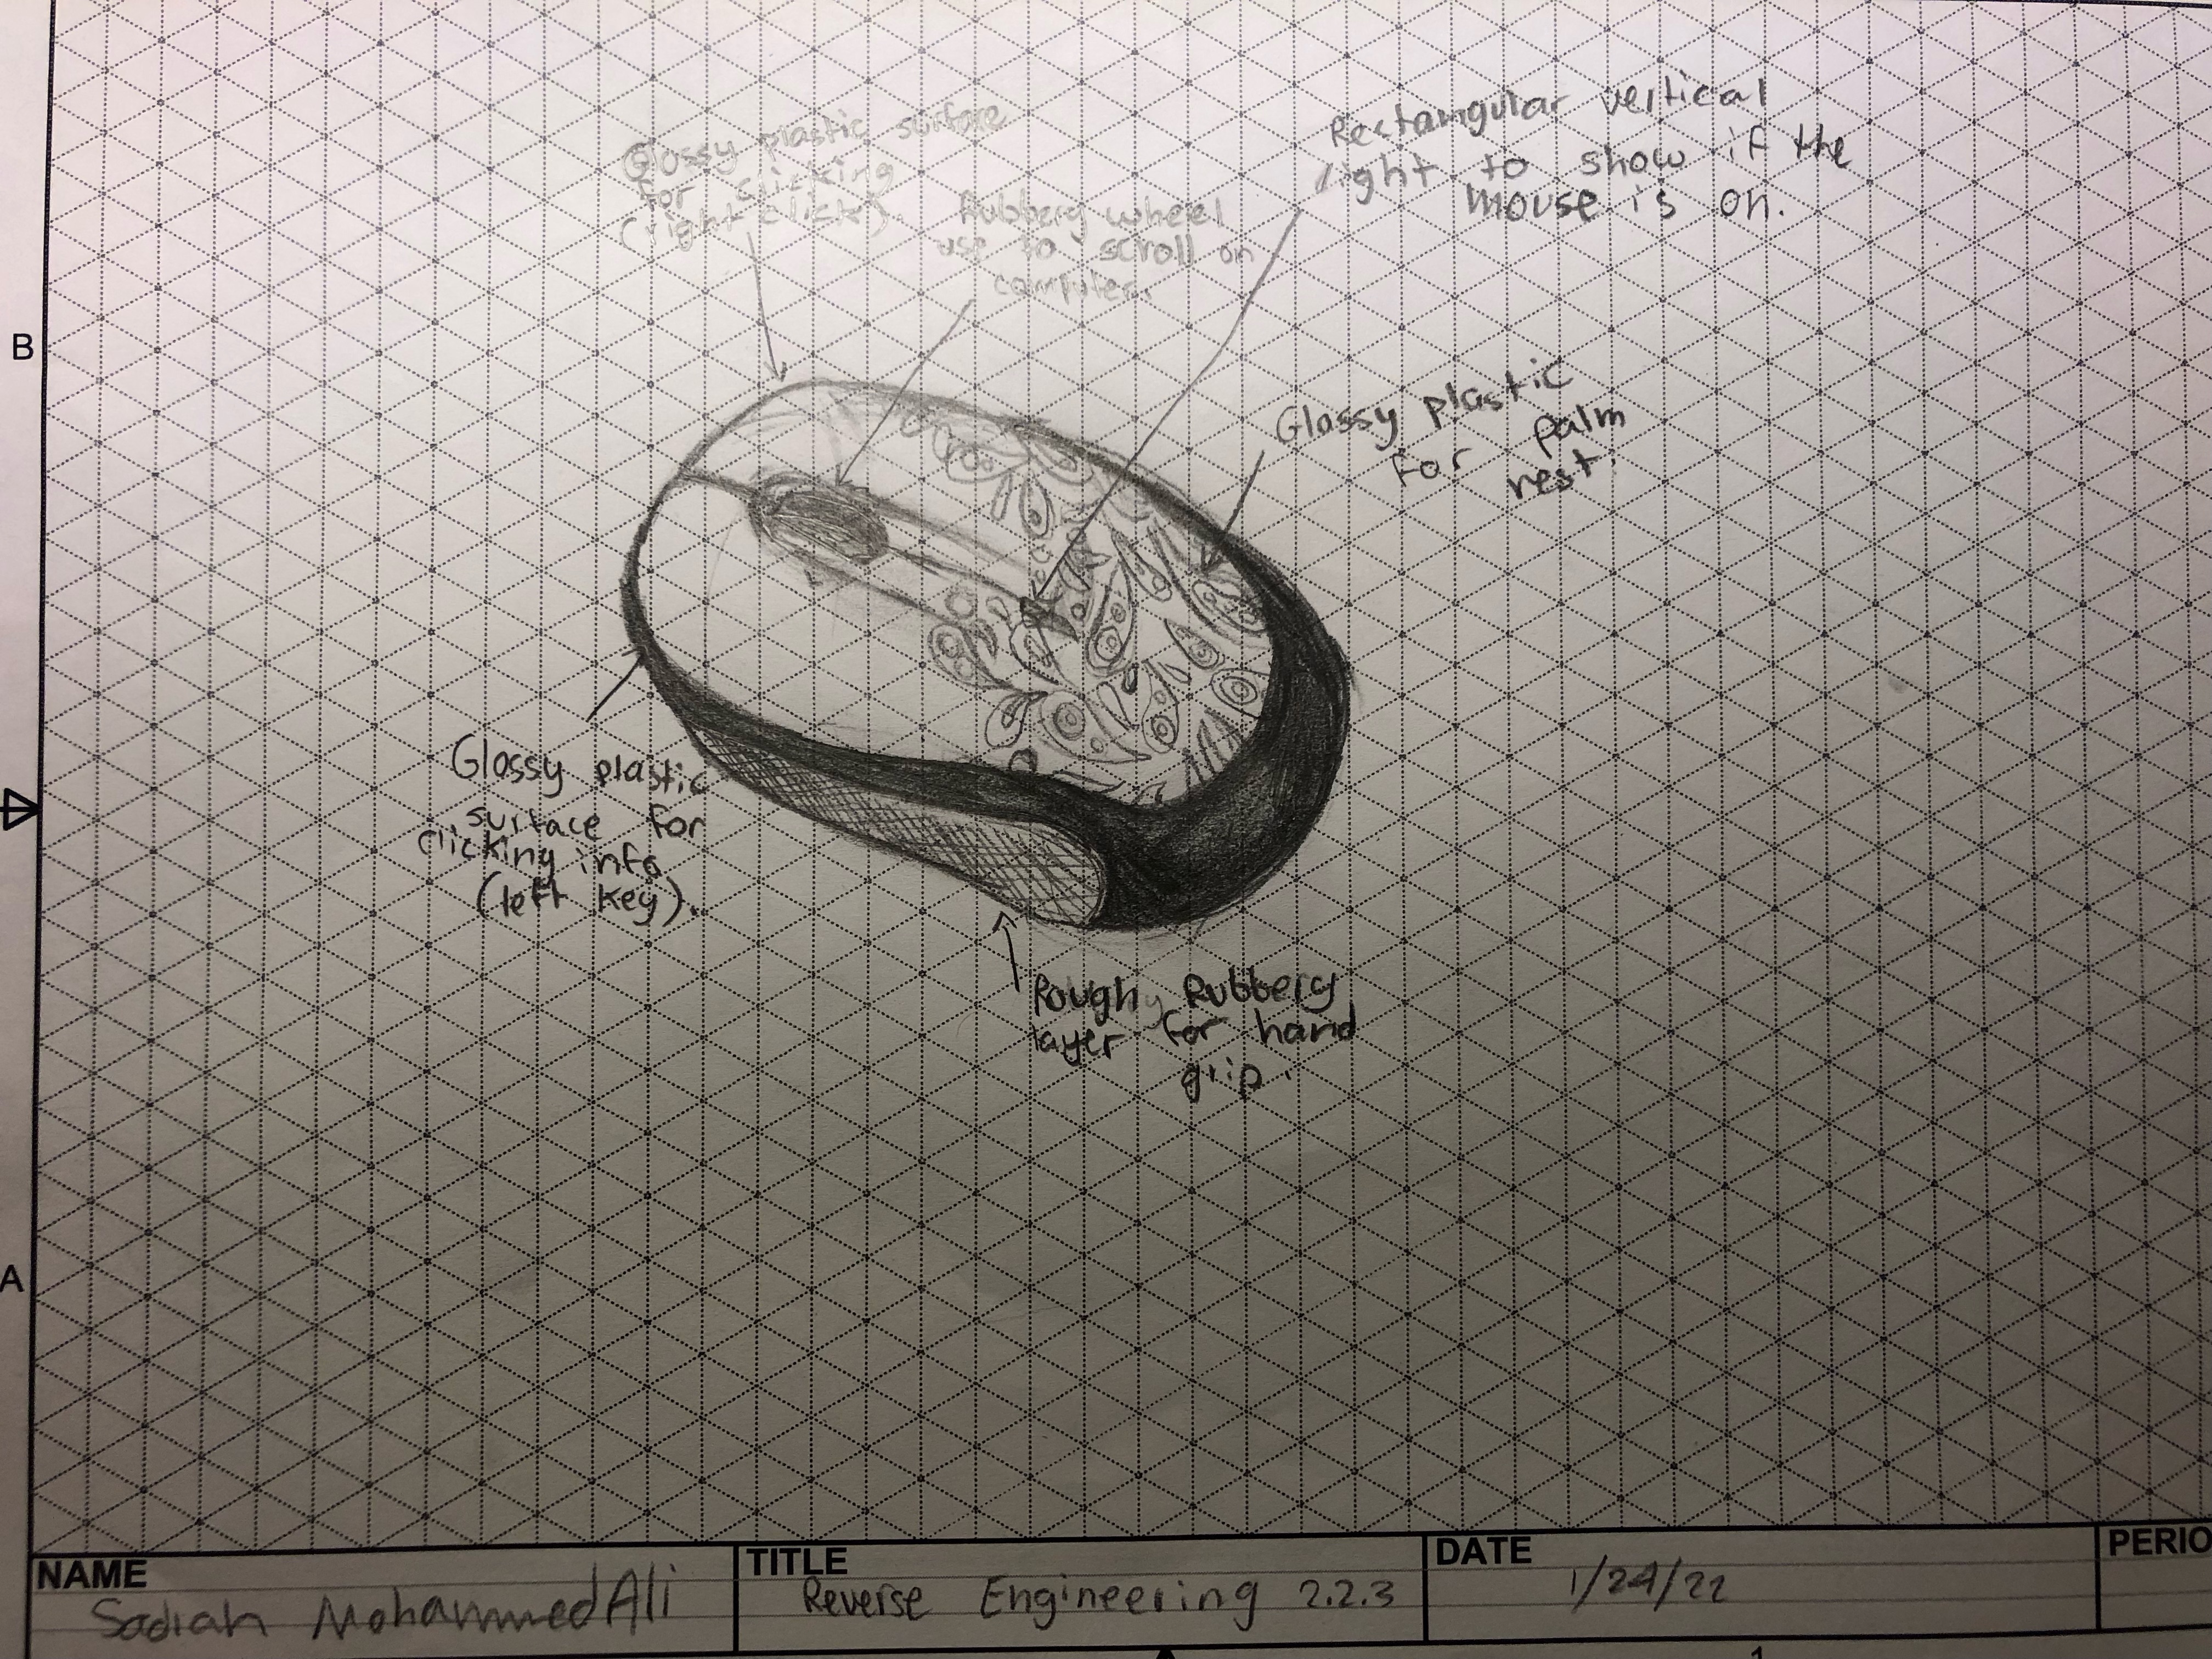 Glossy plastic surface
for clicking
(right click).
Rubbery wheel
use to scroll on
computer.
Rectangular vertical
light to show if the
mouse is on.
Glossy plastic
for palm
rest.
B
Glossy plastic
surface for
clicking info
(left key).
Rough Rubbery
layer for hand
grip.
A
NAME
Sadiah MohammedAli
TITLE
Reverse Engineering 2.2.3
DATE
1/24/22
PERIO
1